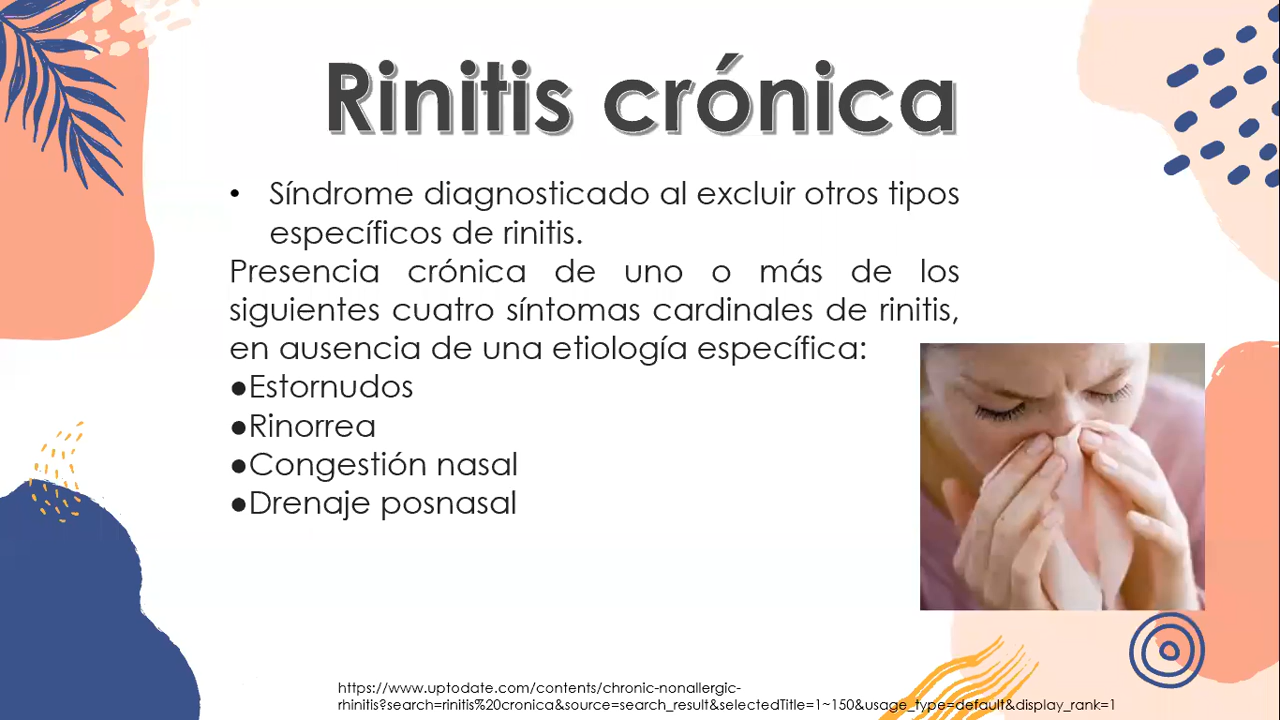 Rinitis crónica
• Síndrome diagnosticado al excluir otros tipos
específicos de rinitis.
Presencia crónica de uno o más de los
siguientes cuatro síntomas cardinales de rinitis,
en ausencia de una etiología específica:
●Estornudos
●Rinorrea
●Congestión nasal
●Drenaje posnasal
https://www.uptodate.com/contents/chronic-nonallergic-
rhinitis?search=rinitis%20cronica&source=search_result&selectedTitle=1~150&usage_type=default&display_rank=1